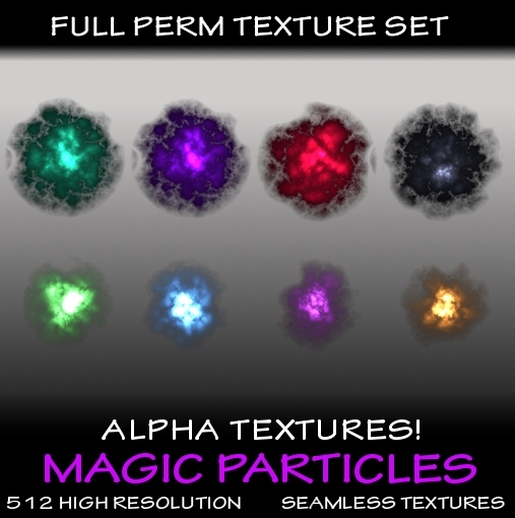 FULL PERM TEXTURE SET
ALPHA TEXTURES!
MAGIC PARTICLES
512 HIGH RESOLUTION SEAMLESS TEXTURES